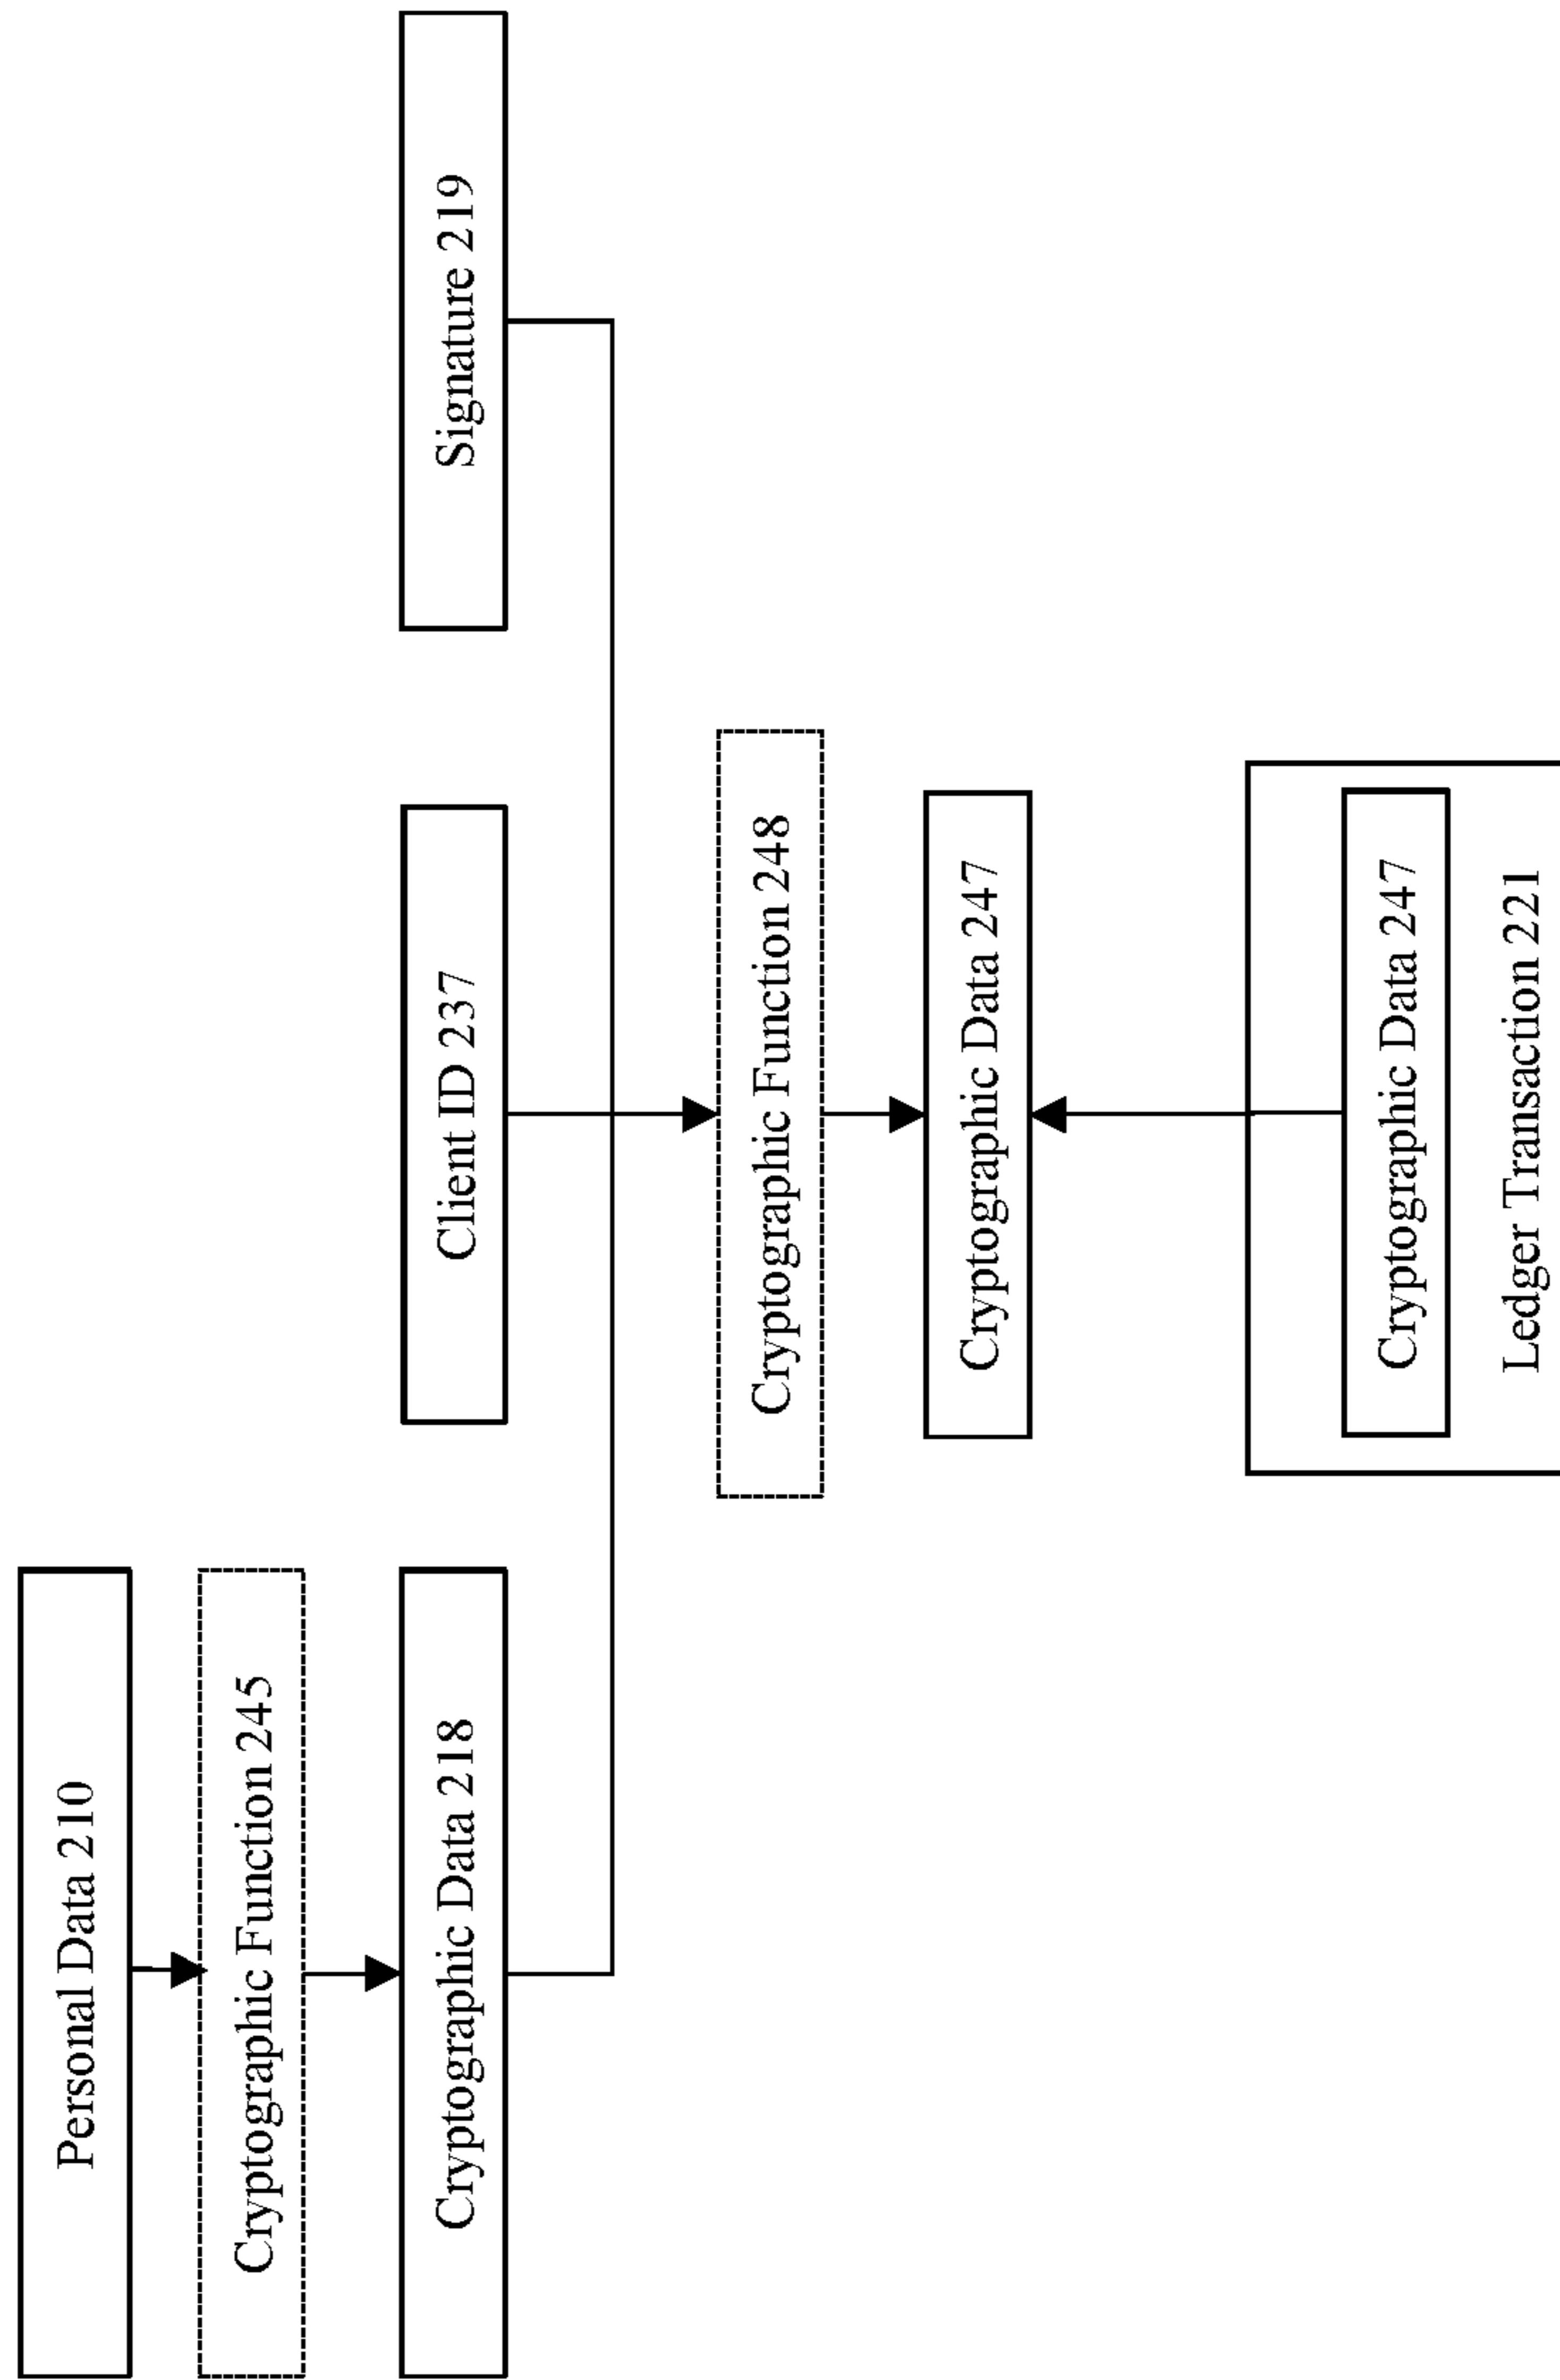 Personal Data 210
Cryptographic Function 245
Cryptographic Data 218
Client ID 237
Signature 219
Cryptographic Function 248
Cryptographic Data 247
Cryptographic Data 247
Ledger Transaction 221